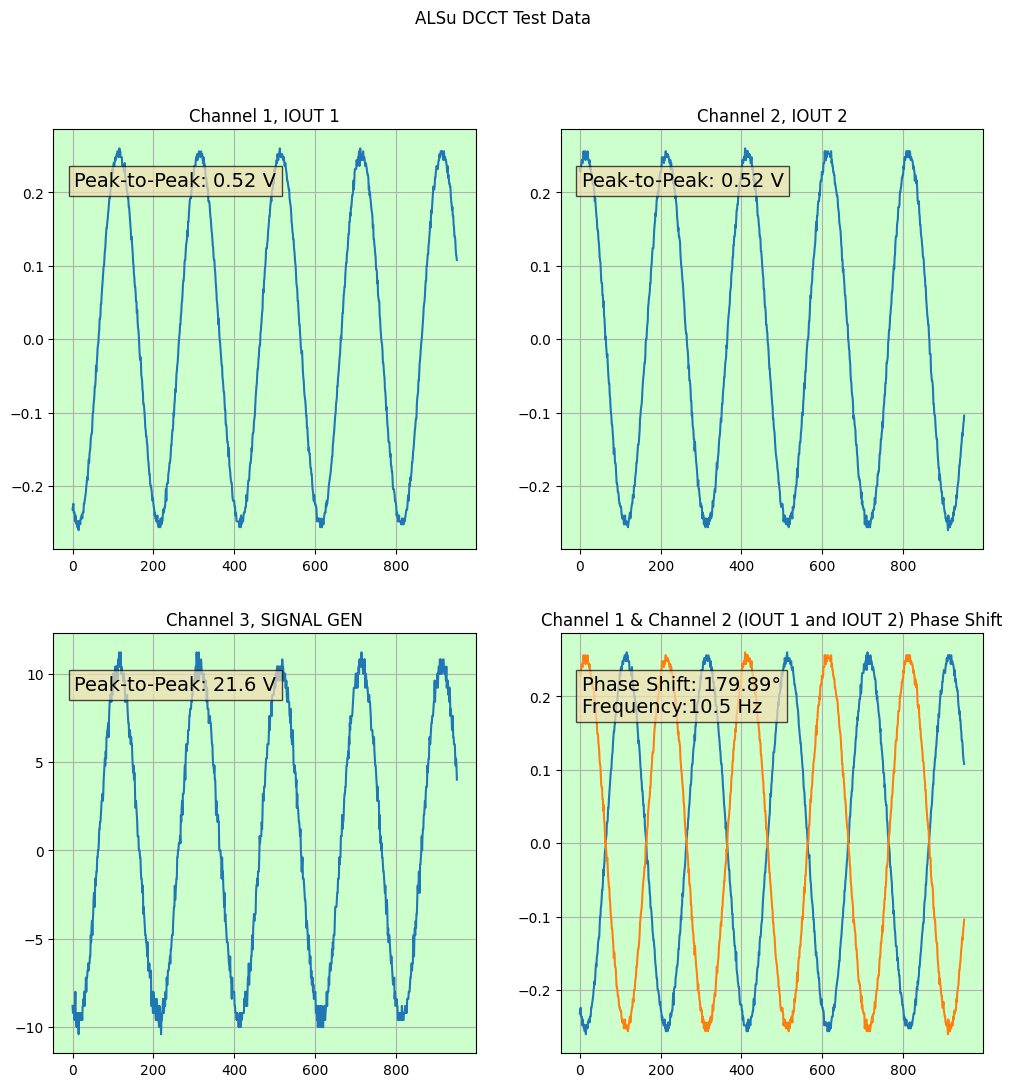 ALSu DCCT Test Data
Channel 1, IOUT 1
Peak-to-Peak: 0.52 V
0.2
0.1
0.0
−0.1
−0.2
0 200 400 600 800
Channel 2, IOUT 2
Peak-to-Peak: 0.52 V
0.2
0.1
0.0
−0.1
−0.2
0 200 400 600 800
Channel 3, SIGNAL GEN
Peak-to-Peak: 21.6 V
10
5
0
−5
−10
0 200 400 600 800
Channel 1 & Channel 2 (IOUT 1 and IOUT 2) Phase Shift
Phase Shift: 179.89°
Frequency:10.5 Hz
0.2
0.1
0.0
−0.1
−0.2
0 200 400 600 800